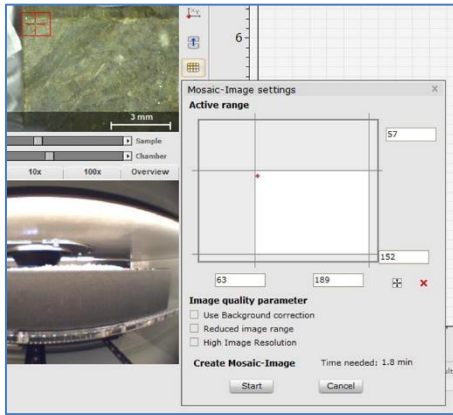 6-
3 mm
Sample
Chamber
10x 100x Overview
Mosaic-Image settings x
Active range
57
152
63 189
Image quality parameter
Use Background correction
Reduced image range
High Image Resolution
Create Mosaic-Image Time needed: 1.8 min
Start Cancel